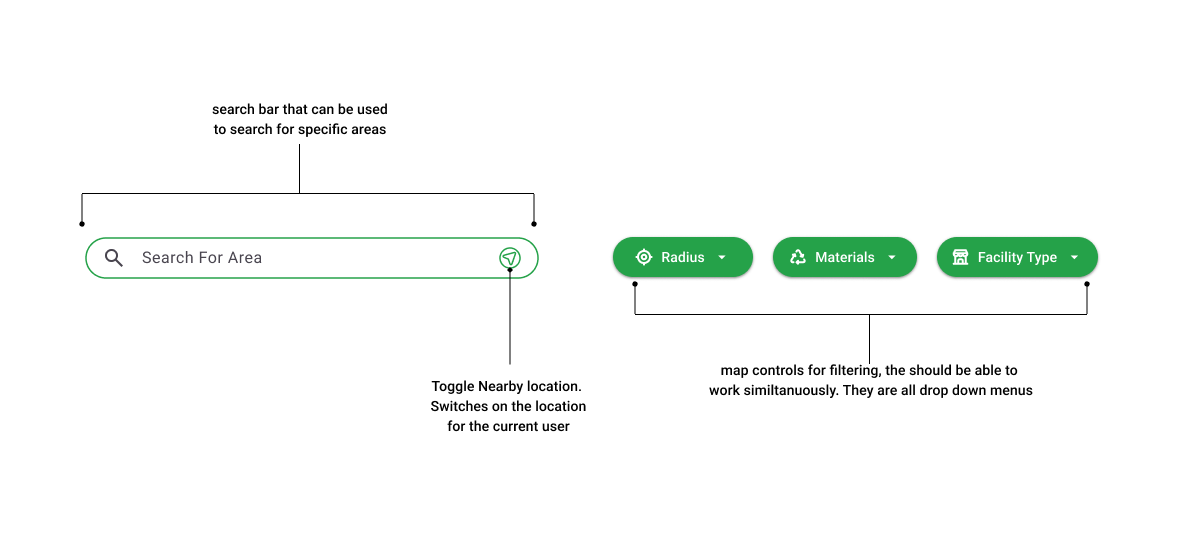 search bar that can be used
to search for specific areas
Search For Area
Radius
Materials
Facility Type
Toggle Nearby location.
Switches on the location
for the current user
map controls for filtering, the should be able to
work similtanuously. They are all drop down menus